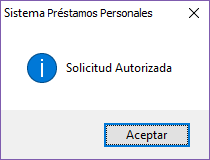 Sistema Préstamos Personales
Solicitud Autorizada
Aceptar